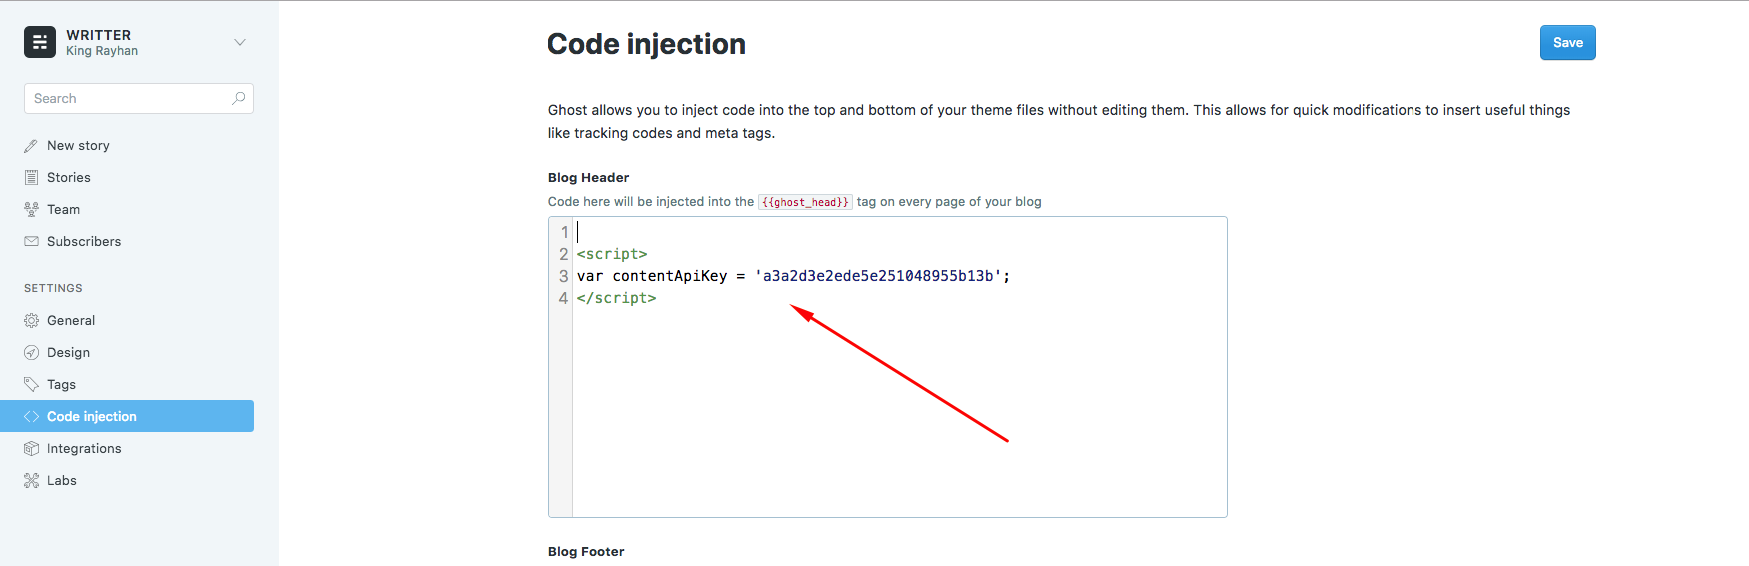 WRITTER
King Rayhan
Search
New story
Stories
Team
Subscribers
SETTINGS
General
Design
Tags
Code injection
Integrations
Labs
Code injection
Save
Ghost allows you to inject code into the top and bottom of your theme files without editing them. This allows for quick modifications to insert useful things
like tracking codes and meta tags.
Blog Header
Code here will be injected into the {{ghost_head}} tag on every page of your blog
1
2 <script>
3 var contentApiKey = 'a3a2d3e2ede5e251048955b13b';
4 </script>
Blog Footer